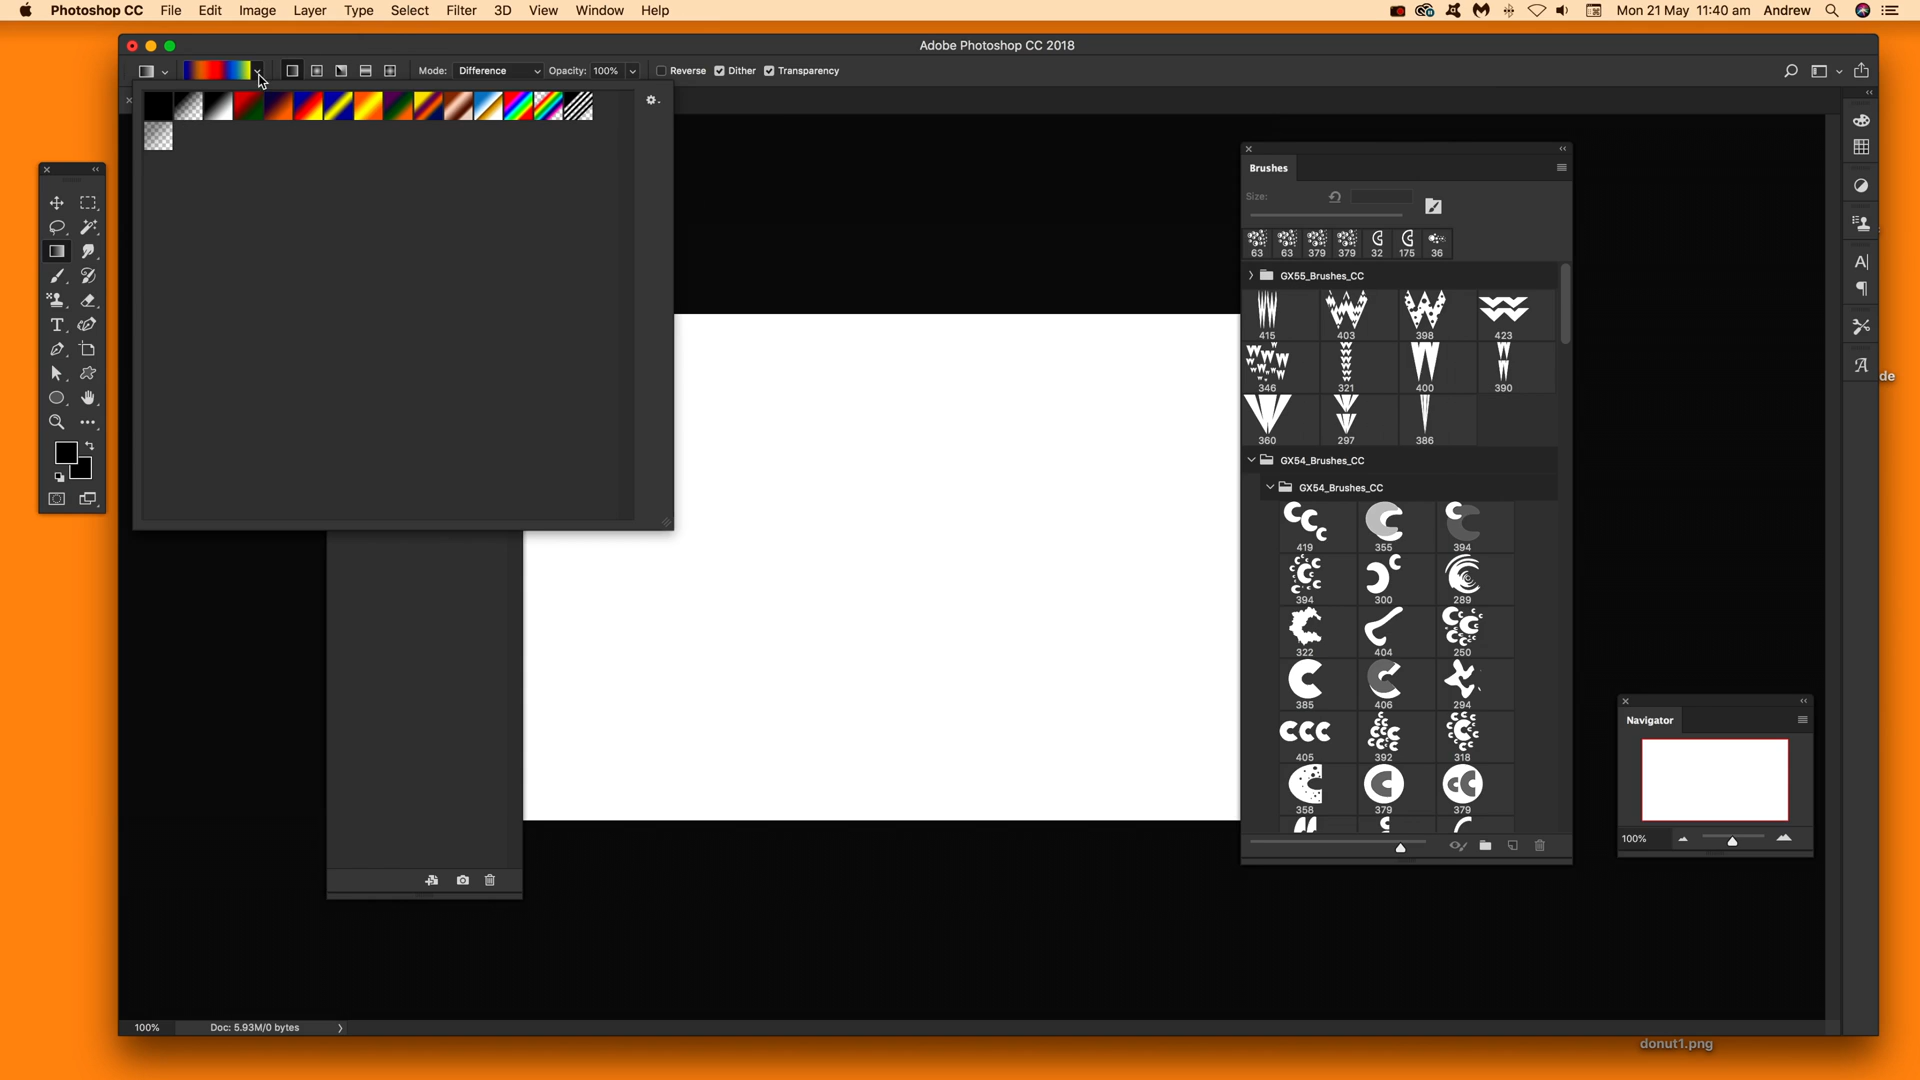 Photoshop CC File Edit Image Layer Type Select Filter 3D View Window Help Mon 21 May 11:40 am Andrew
Adobe Photoshop CC 2018
Mode: Difference Opacity: 100% Reverse Dither Transparency
Brushes
Size:
63 63 379 379 32 175 36
GX55_Brushes_CC
415 403 398 423
346 321 400 390
360 297 386
GX54_Brushes_CC
GX54_Brushes_CC
419 355 394
394 300 289
322 404 250
385 406 294
405 392 318
358 379 379
de
Navigator
100%
100% Doc: 5.93M/0 bytes
donut1.png